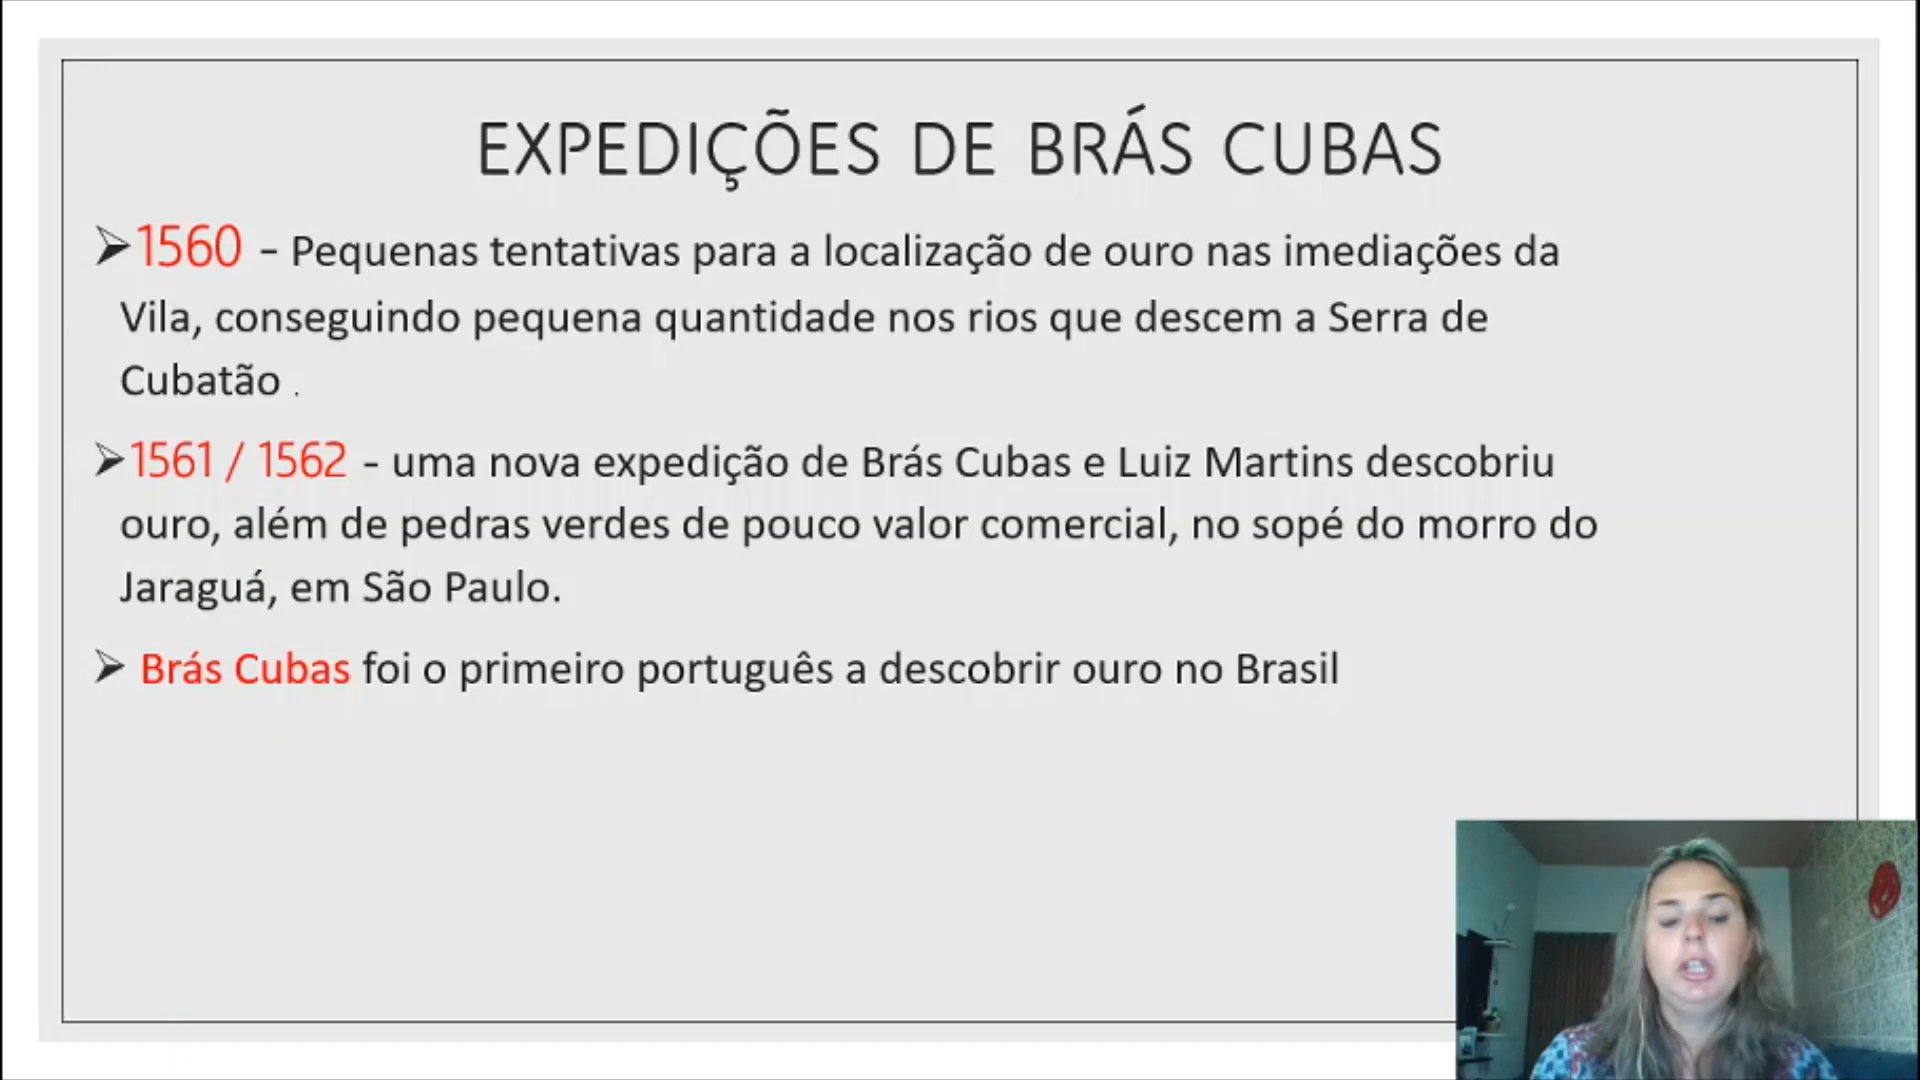 EXPEDIÇÕES DE BRÁS CUBAS
1560 - Pequenas tentativas para a localização de ouro nas imediações da
Vila, conseguindo pequena quantidade nos rios que descem a Serra de
Cubatão .
1561 / 1562 - uma nova expedição de Brás Cubas e Luiz Martins descobriu
ouro, além de pedras verdes de pouco valor comercial, no sopé do morro do
Jaraguá, em São Paulo.
Brás Cubas foi o primeiro português a descobrir ouro no Brasil